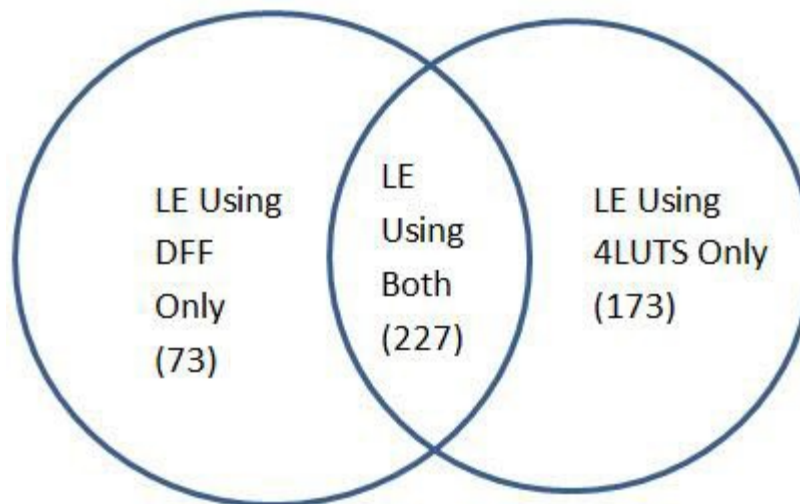 LE Using
DFF
Only
(73)
LE
Using
Both
(227)
LE Using
4LUTS Only
(173)